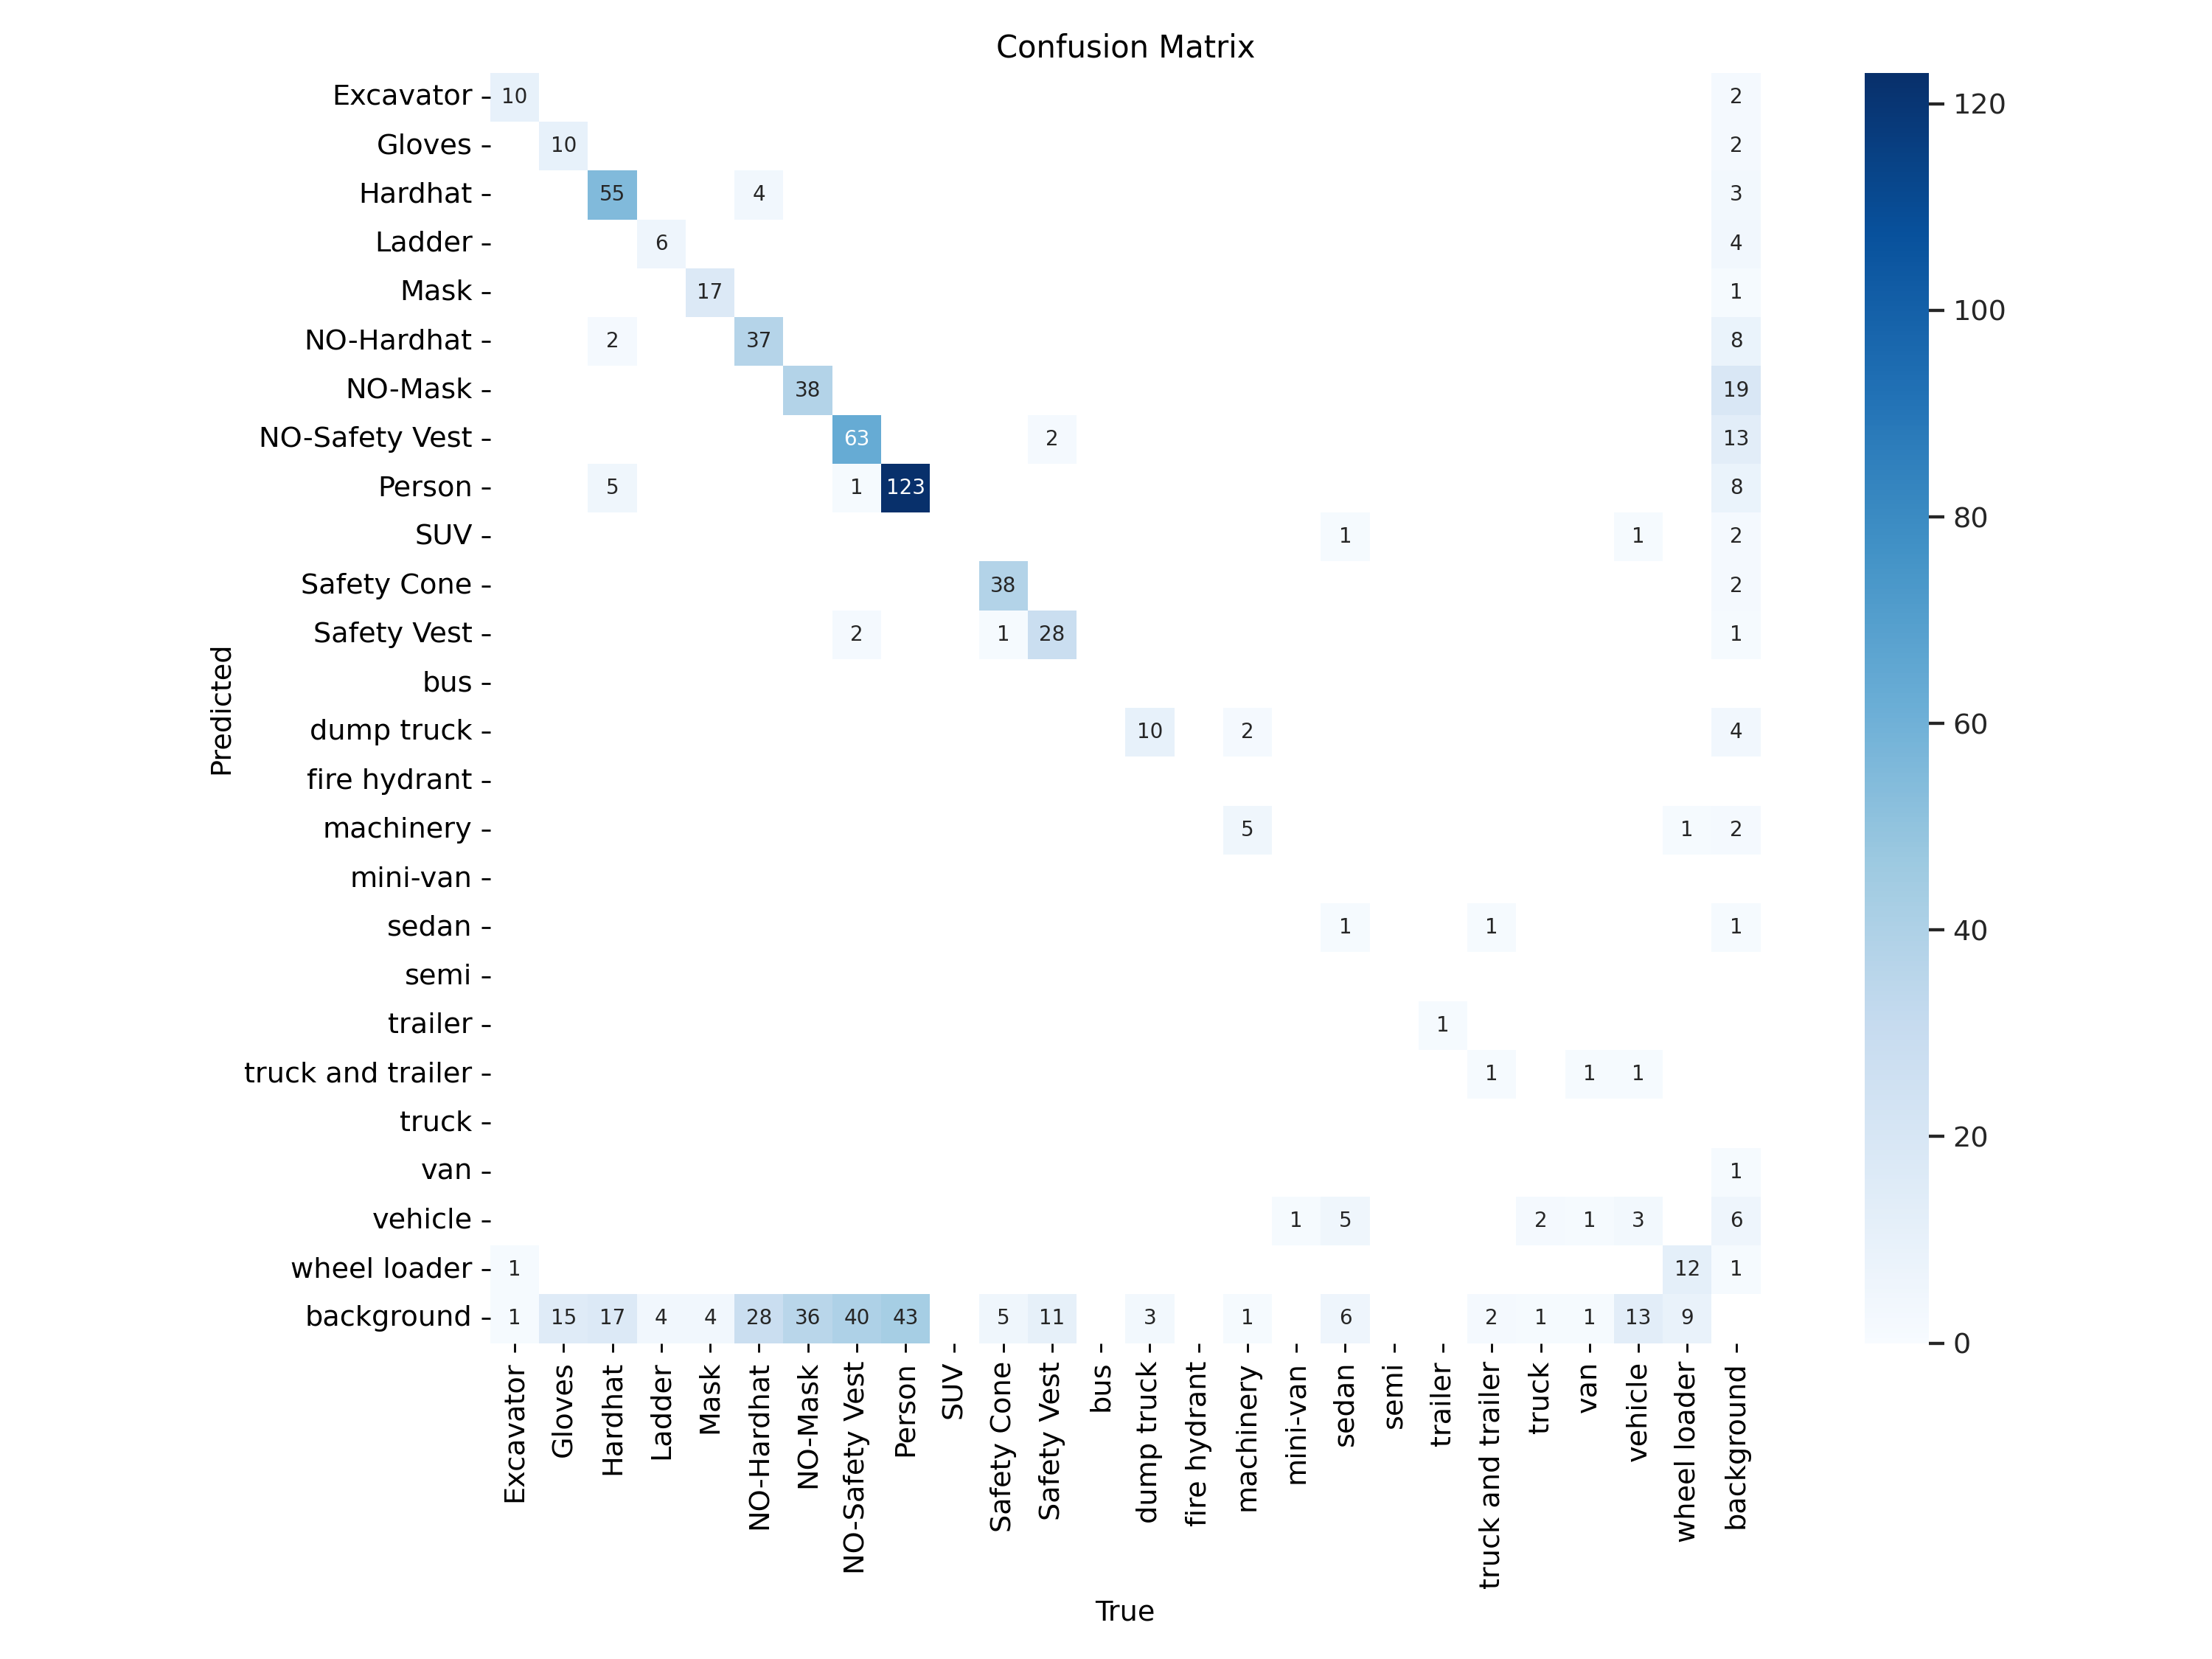 Confusion Matrix
Excavator 10 2
Gloves 10 2
Hardhat 55 4 3
Ladder 6 4
Mask 17 1
NO-Hardhat 2 37 8
NO-Mask 38 19
NO-Safety Vest 63 2 13
Person 5 1 123 8
SUV 1 1 2
Safety Cone 38 2
Safety Vest 2 1 28 1
bus
dump truck 10 2 4
fire hydrant
machinery 5 1 2
mini-van
sedan 1 1 1
semi
trailer 1
truck and trailer 1 1 1
truck
van 1
vehicle 1 5 2 1 3 6
wheel loader 1 12 1
background 1 15 17 4 4 28 36 40 43 5 11 3 1 6 2 1 1 13 9
Predicted
Excavator
Gloves
Hardhat
Ladder
Mask
NO-Hardhat
NO-Mask
NO-Safety Vest
Person
SUV
Safety Cone
Safety Vest
bus
dump truck
fire hydrant
machinery
mini-van
sedan
semi
trailer
truck and trailer
truck
van
vehicle
wheel loader
background
True
120
100
80
60
40
20
0